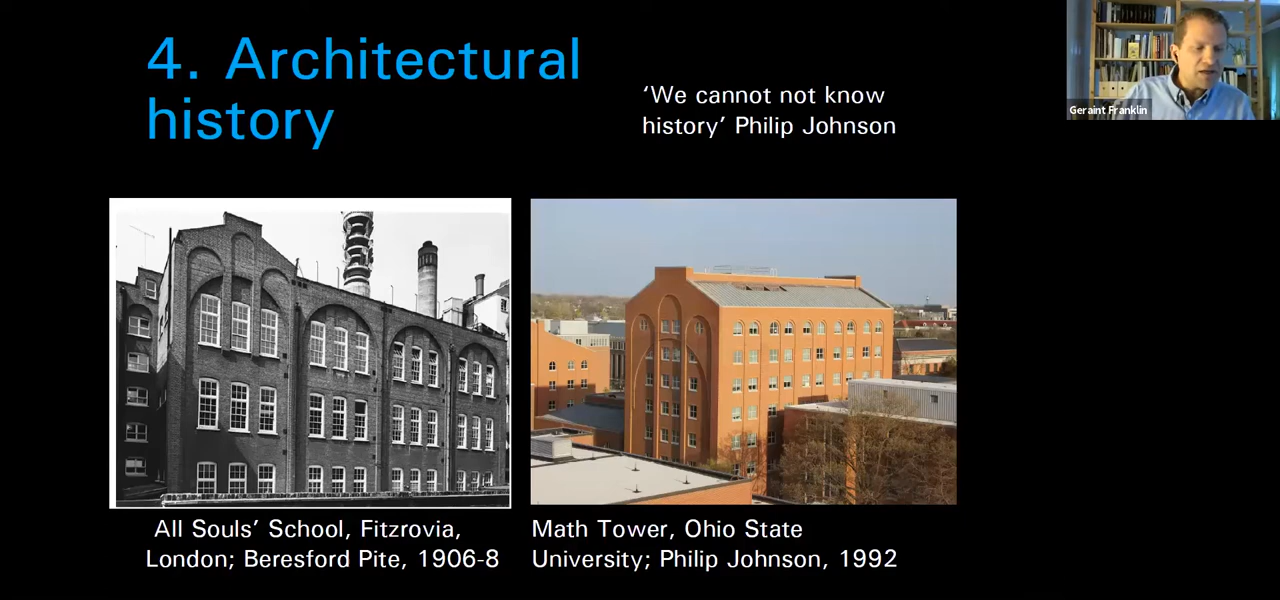 4. Architectural
history
‘We cannot not know
history’ Philip Johnson
Geraint Franklin
All Souls’ School, Fitzrovia,
London; Beresford Pite, 1906-8
Math Tower, Ohio State
University; Philip Johnson, 1992